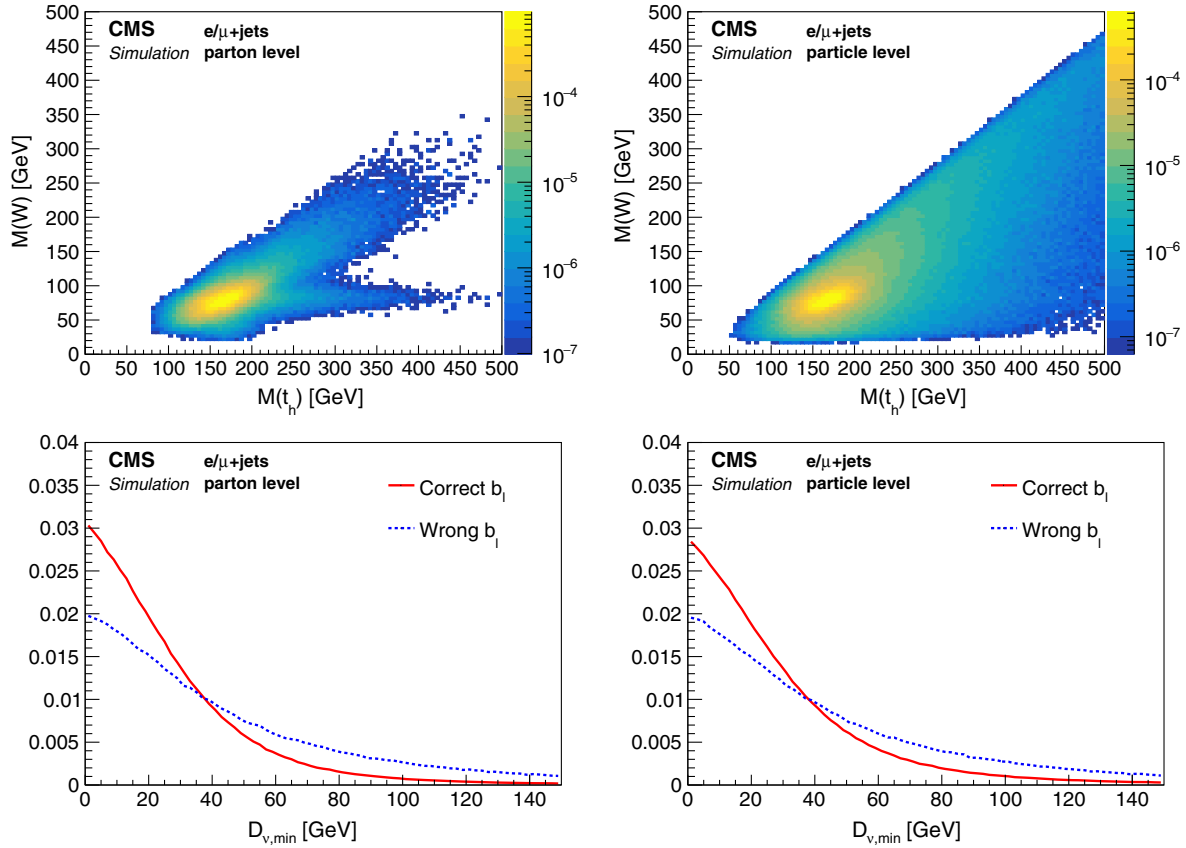 CMS e/μ+jets
Simulation parton level
M(W) [GeV]
500
450
400
350
300
250
200
150
100
50
0
0 50 100 150 200 250 300 350 400 450 500
M(t_h) [GeV]
10⁻⁴
10⁻⁵
10⁻⁶
10⁻⁷
CMS e/μ+jets
Simulation particle level
M(W) [GeV]
500
450
400
350
300
250
200
150
100
50
0
0 50 100 150 200 250 300 350 400 450 500
M(t_h) [GeV]
10⁻⁴
10⁻⁵
10⁻⁶
10⁻⁷
CMS e/μ+jets
Simulation parton level
Correct b_l
Wrong b_l
0.04
0.035
0.03
0.025
0.02
0.015
0.01
0.005
0
0 20 40 60 80 100 120 140
D_ν,min [GeV]
CMS e/μ+jets
Simulation particle level
Correct b_l
Wrong b_l
0.04
0.035
0.03
0.025
0.02
0.015
0.01
0.005
0
0 20 40 60 80 100 120 140
D_ν,min [GeV]